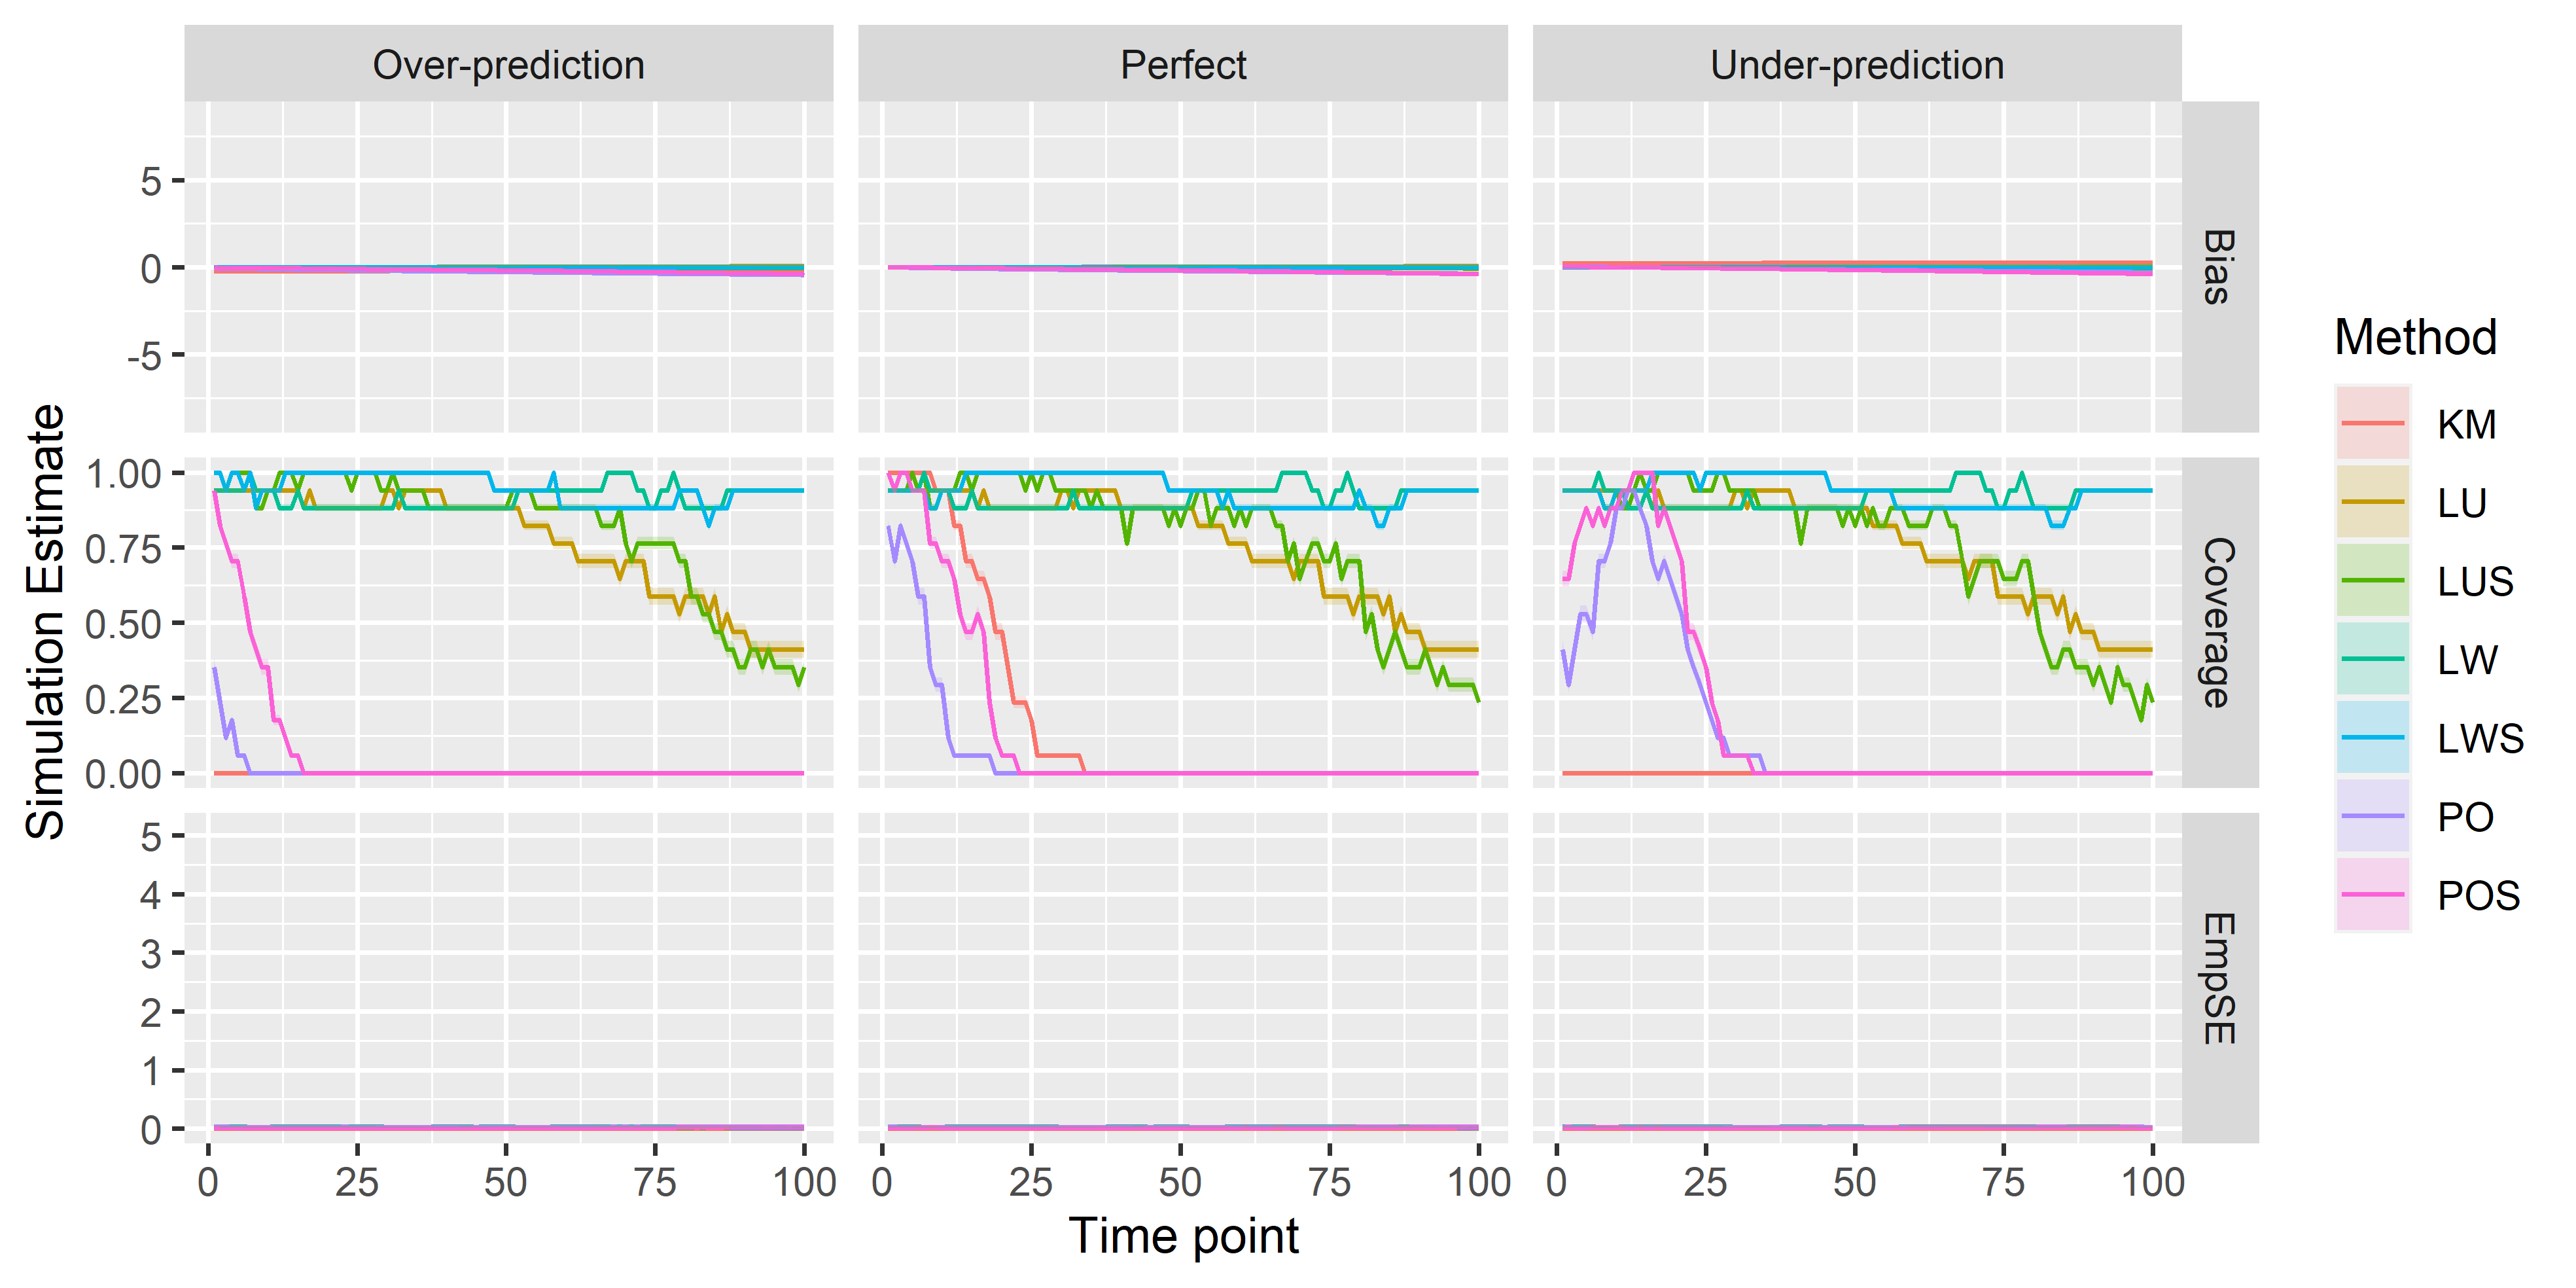 Over-prediction
Perfect
Under-prediction
5
0
-5
Bias
Simulation Estimate
1.00
0.75
0.50
0.25
0.00
Coverage
5
4
3
2
1
0
EmpSE
0 25 50 75 100
0 25 50 75 100
0 25 50 75 100
Time point
Method
KM
LU
LUS
LW
LWS
PO
POS